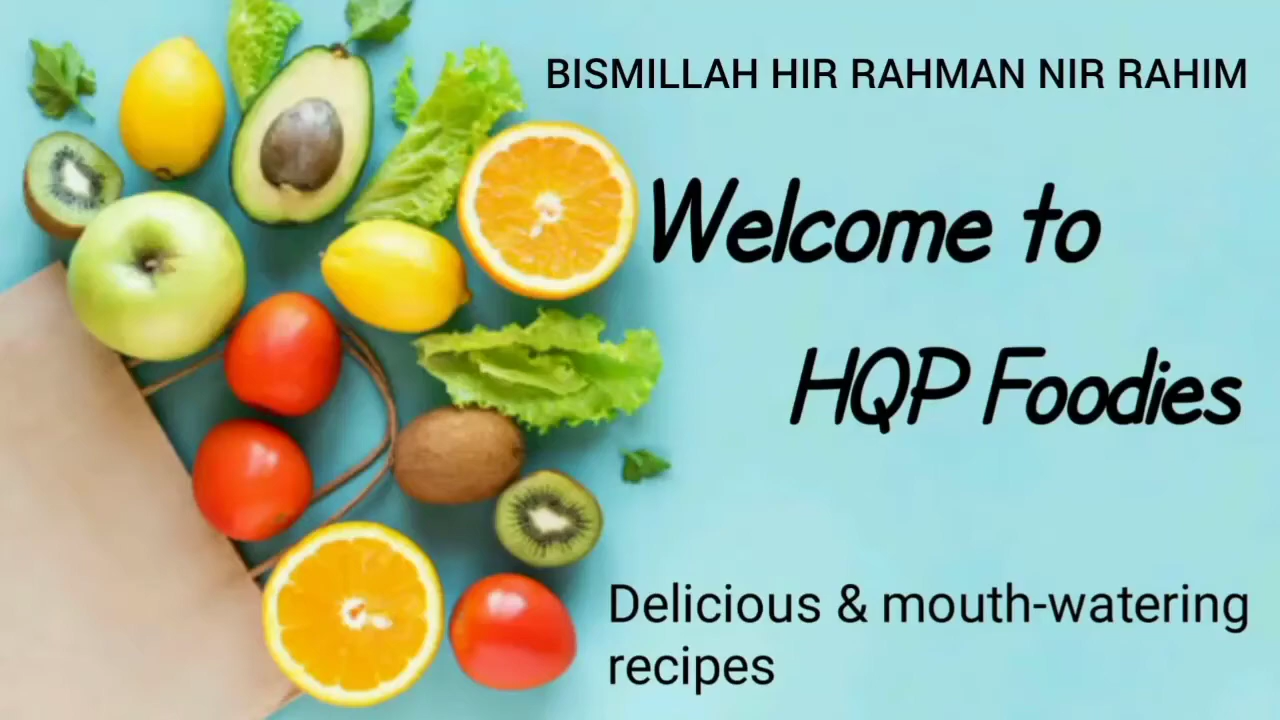 BISMILLAH HIR RAHMAN NIR RAHIM
Welcome to
HQP Foodies
Delicious & mouth-watering
recipes